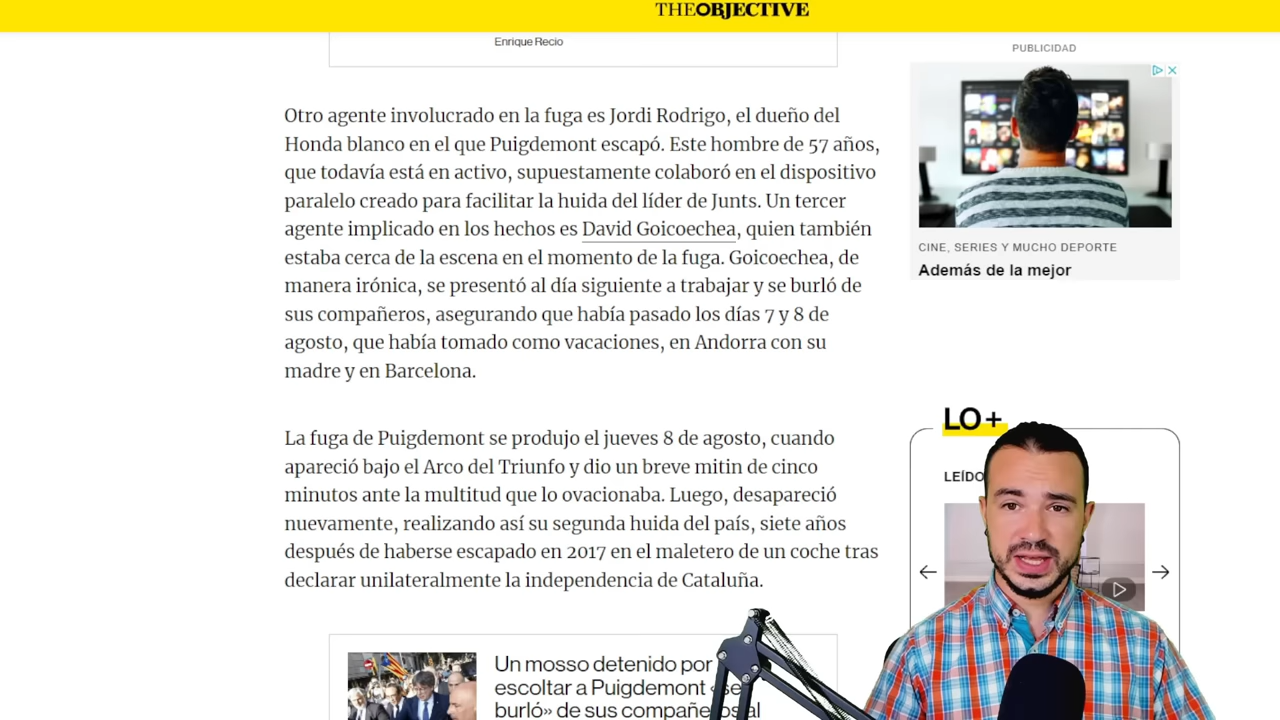 THEOBJECTIVE
Enrique Recio
PUBLICIDAD
Otro agente involucrado en la fuga es Jordi Rodrigo, el dueño del
Honda blanco en el que Puigdemont escapó. Este hombre de 57 años,
que todavía está en activo, supuestamente colaboró en el dispositivo
paralelo creado para facilitar la huida del líder de Junts. Un tercer
agente implicado en los hechos es David Goicoechea, quien también
estaba cerca de la escena en el momento de la fuga. Goicoechea, de
manera irónica, se presentó al día siguiente a trabajar y se burló de
sus compañeros, asegurando que había pasado los días 7 y 8 de
agosto, que había tomado como vacaciones, en Andorra con su
madre y en Barcelona.
CINE, SERIES Y MUCHO DEPORTE
Además de la mejor
LO+
LEÍDO
La fuga de Puigdemont se produjo el jueves 8 de agosto, cuando
apareció bajo el Arco del Triunfo y dio un breve mitin de cinco
minutos ante la multitud que lo ovacionaba. Luego, desapareció
nuevamente, realizando así su segunda huida del país, siete años
después de haberse escapado en 2017 en el maletero de un coche tras
declarar unilateralmente la independencia de Cataluña.
Un mosso detenido por
escoltar a Puigdemont «se
burló» de sus compañeros al